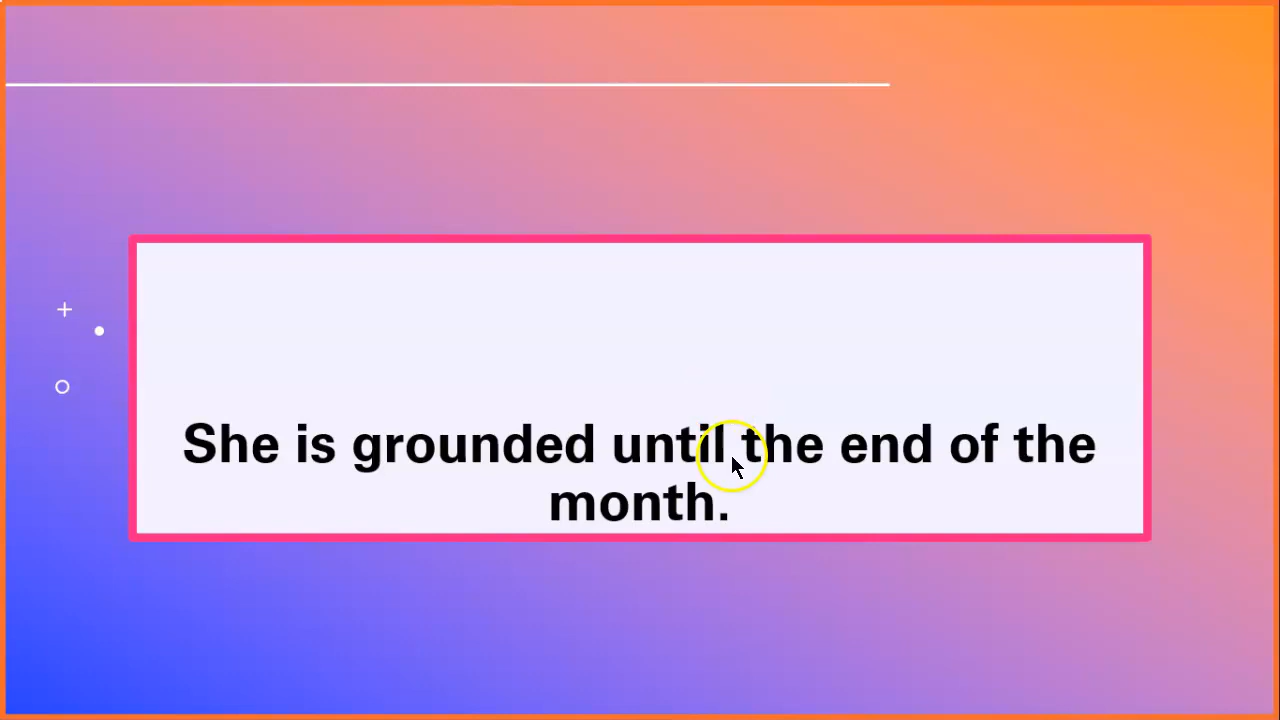 She is grounded until the end of the
month.